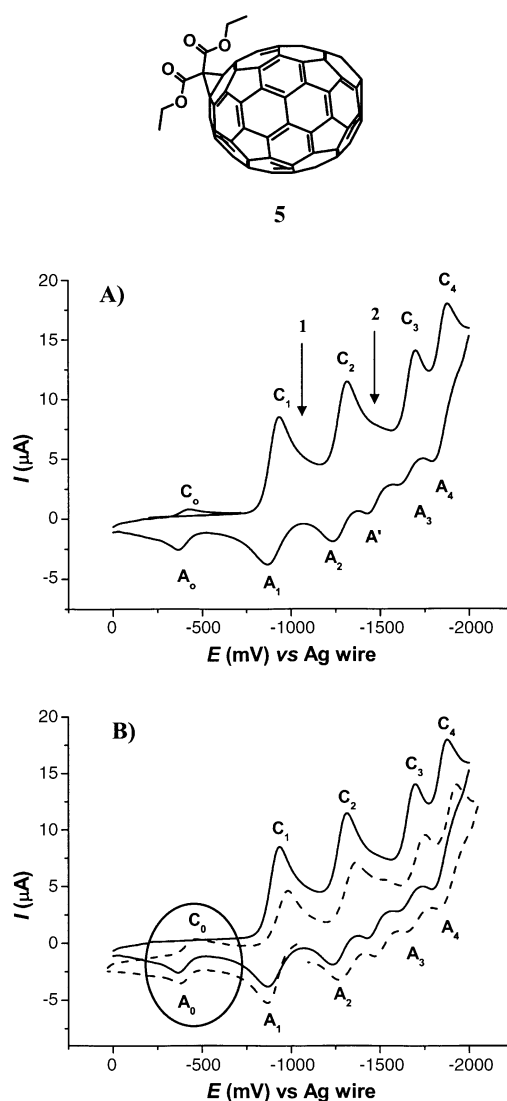 O
O
O
O
5
A)
1
2
C₄
C₃
C₂
C₁
Cₒ
Aₒ
A₁
A₂
A'
A₃
A₄
20
15
10
5
0
-5
I (μA)
0 -500 -1000 -1500 -2000
E (mV) vs Ag wire
B)
C₄
C₃
C₂
C₁
C₀
A₀
A₁
A₂
A₃
A₄
20
15
10
5
0
-5
I (μA)
0 -500 -1000 -1500 -2000
E (mV) vs Ag wire